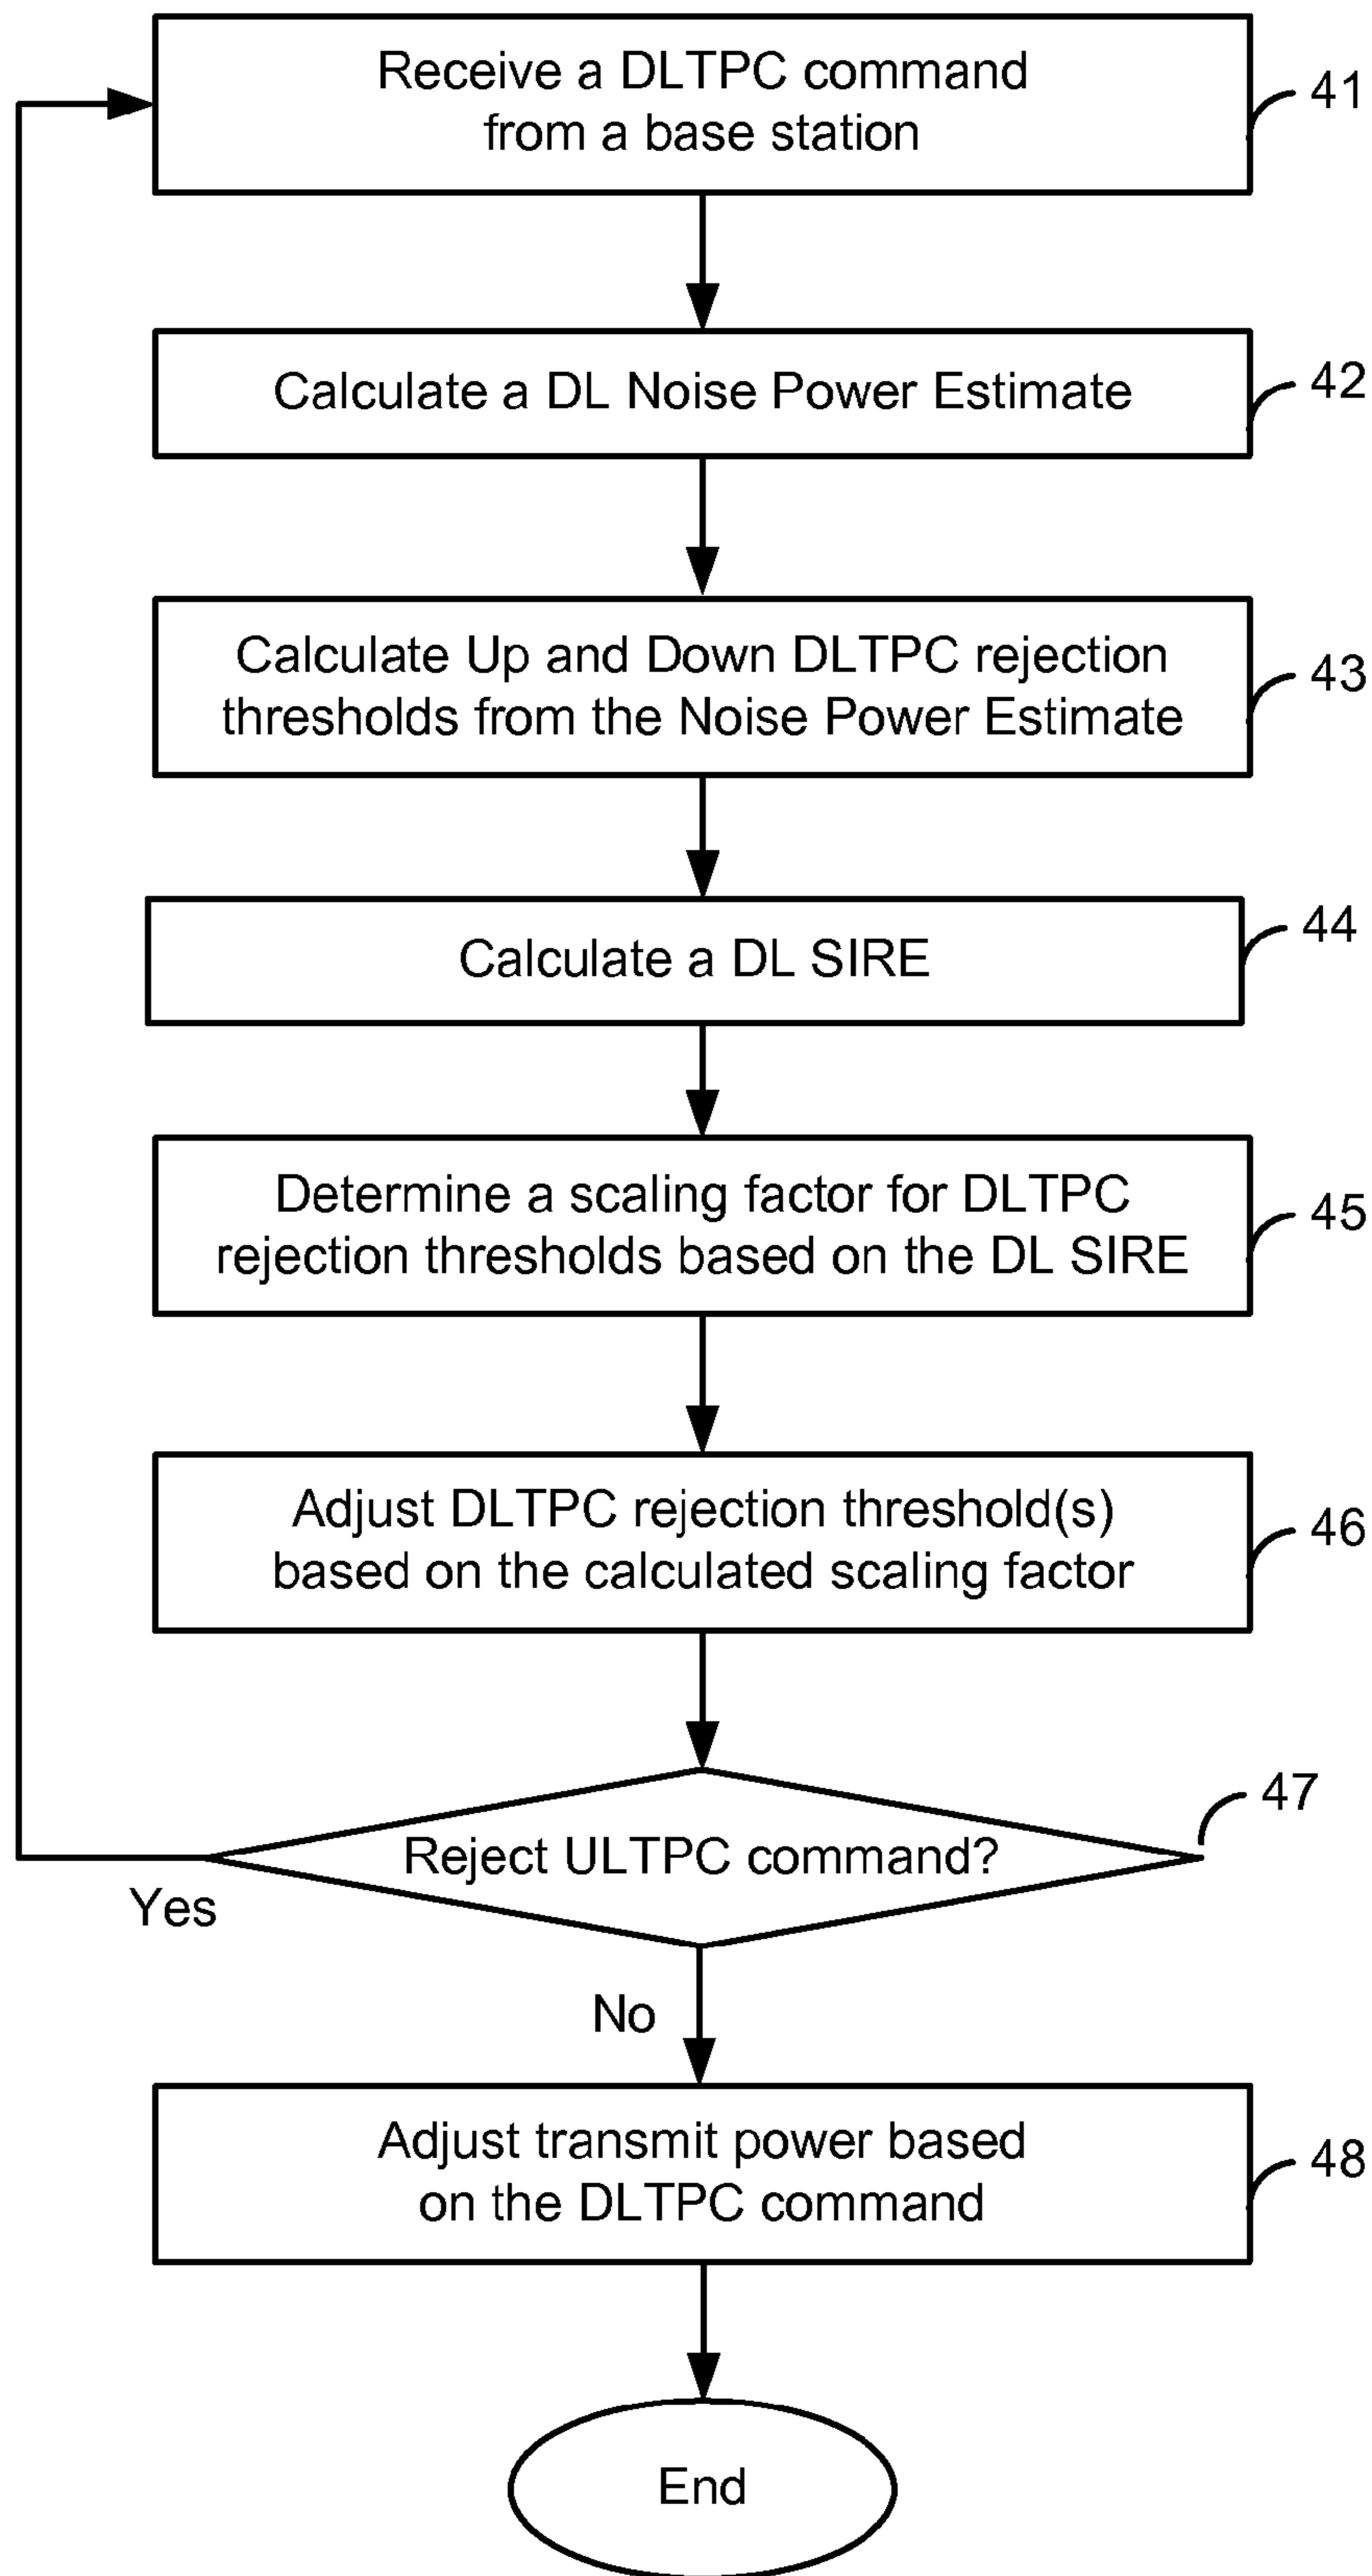 Receive a DLTPC command
from a base station
41
Calculate a DL Noise Power Estimate
42
Calculate Up and Down DLTPC rejection
thresholds from the Noise Power Estimate
43
Calculate a DL SIRE
44
Determine a scaling factor for DLTPC
rejection thresholds based on the DL SIRE
45
Adjust DLTPC rejection threshold(s)
based on the calculated scaling factor
46
Reject ULTPC command?
47
Yes
No
Adjust transmit power based
on the DLTPC command
48
End